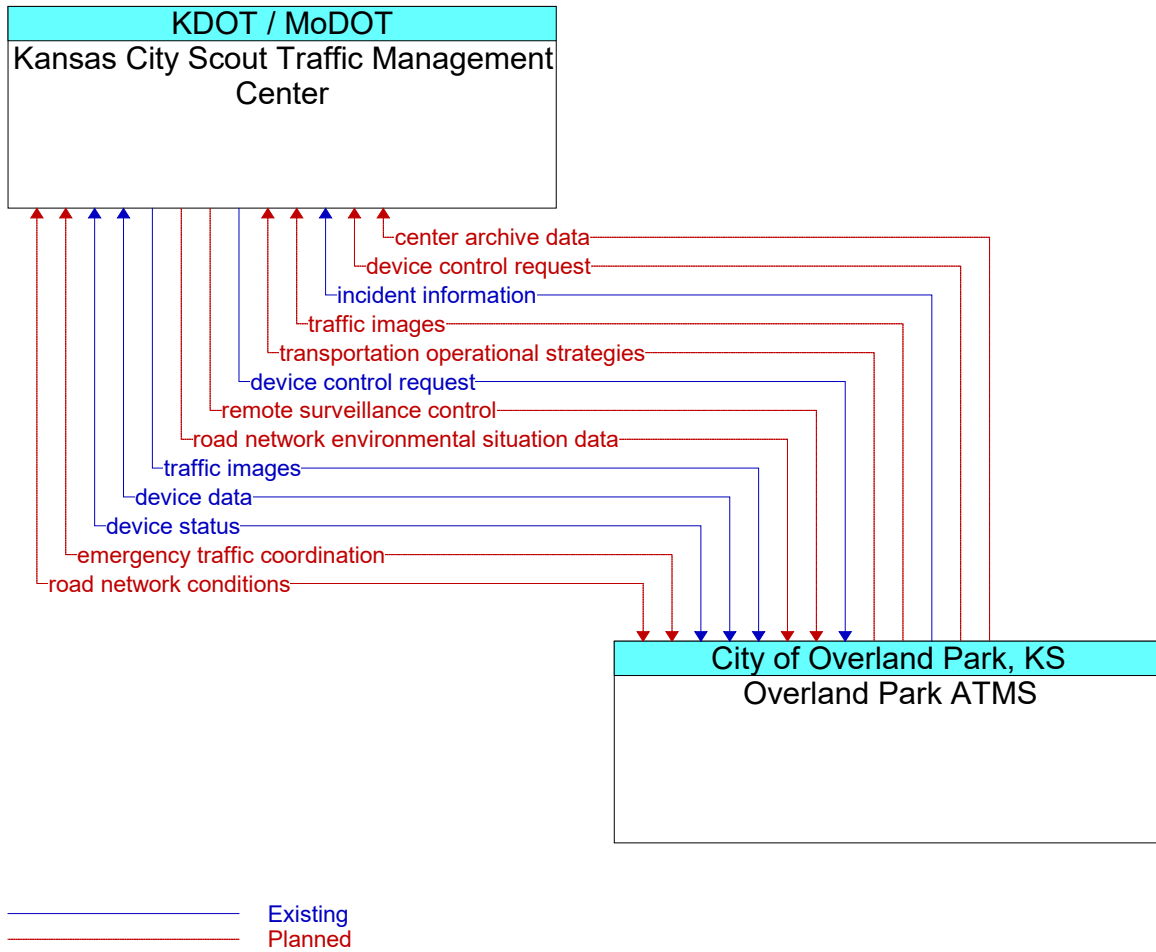 KDOT / MoDOT
Kansas City Scout Traffic Management
Center
center archive data
device control request
incident information
traffic images
transportation operational strategies
device control request
remote surveillance control
road network environmental situation data
traffic images
device data
device status
emergency traffic coordination
road network conditions
City of Overland Park, KS
Overland Park ATMS
Existing
Planned